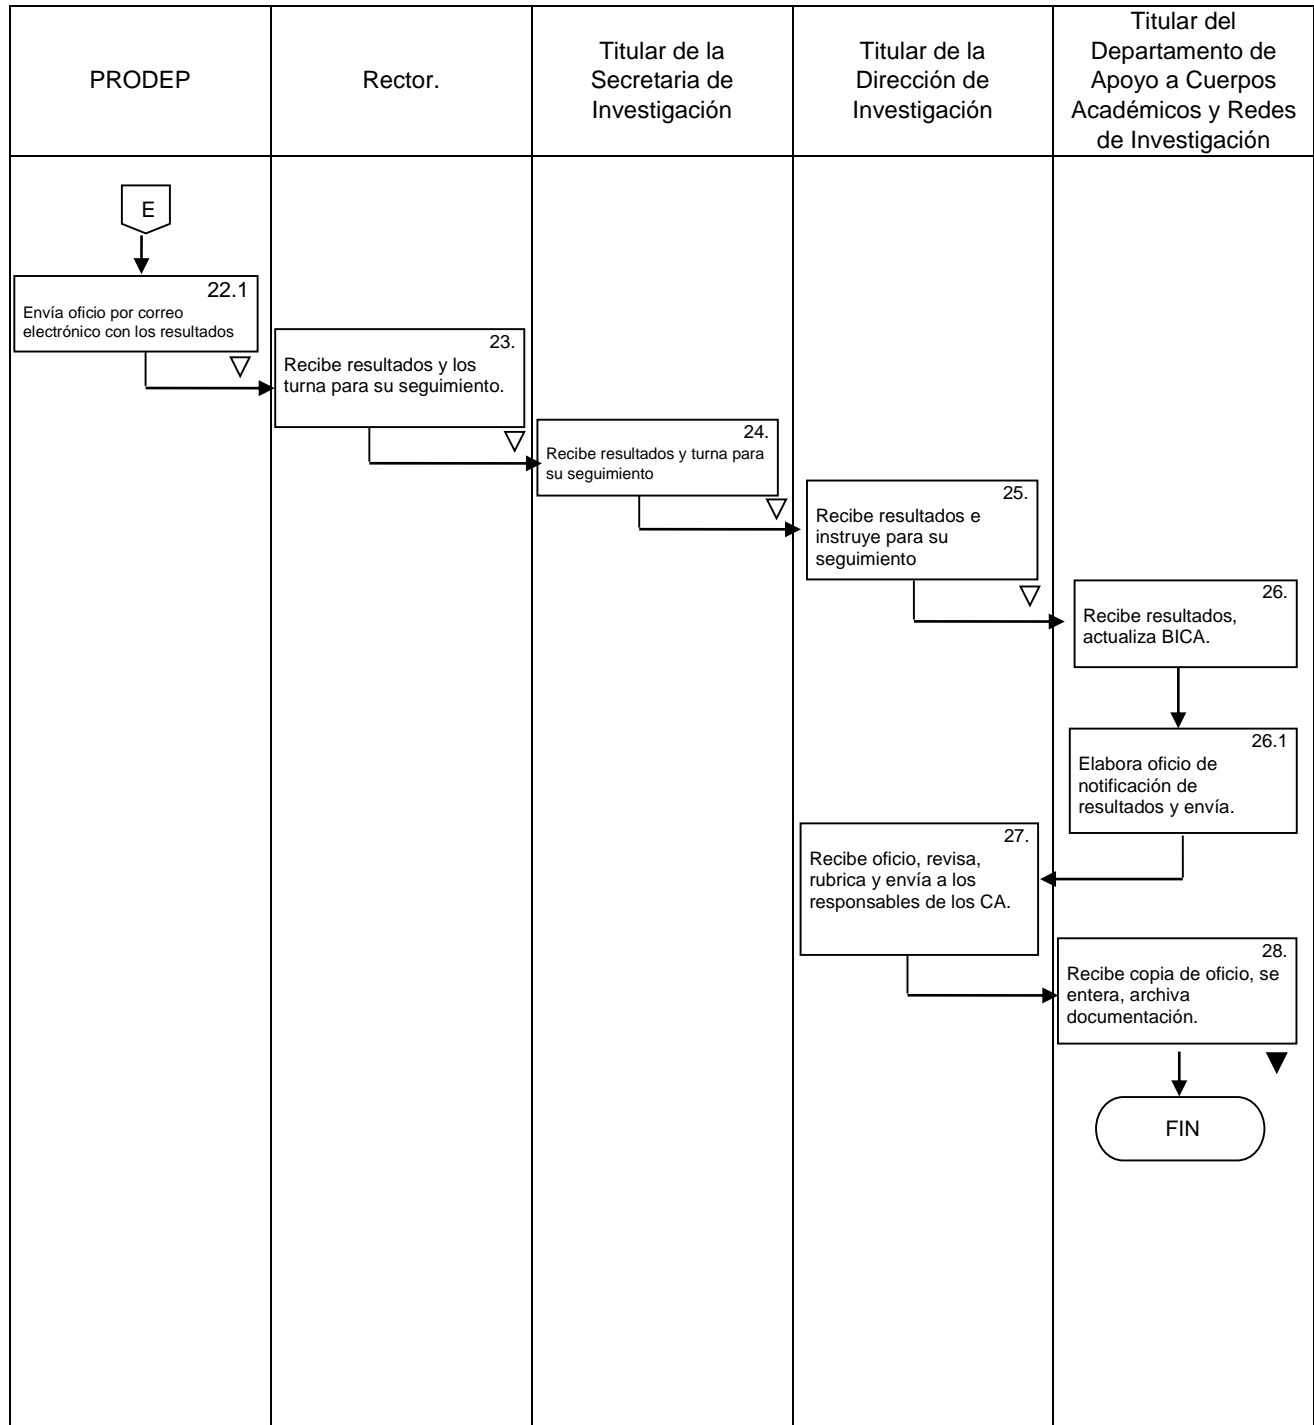 PRODEP
Rector.
Titular de la
Secretaria de
Investigación
Titular de la
Dirección de
Investigación
Titular del
Departamento de
Apoyo a Cuerpos
Académicos y Redes
de Investigación
E
22.1
Envía oficio por correo
electrónico con los resultados
23.
Recibe resultados y los
turna para su seguimiento.
24.
Recibe resultados y turna para
su seguimiento
25.
Recibe resultados e
instruye para su
seguimiento
26.
Recibe resultados,
actualiza BICA.
26.1
Elabora oficio de
notificación de
resultados y envía.
27.
Recibe oficio, revisa,
rubrica y envía a los
responsables de los CA.
28.
Recibe copia de oficio, se
entera, archiva
documentación.
FIN